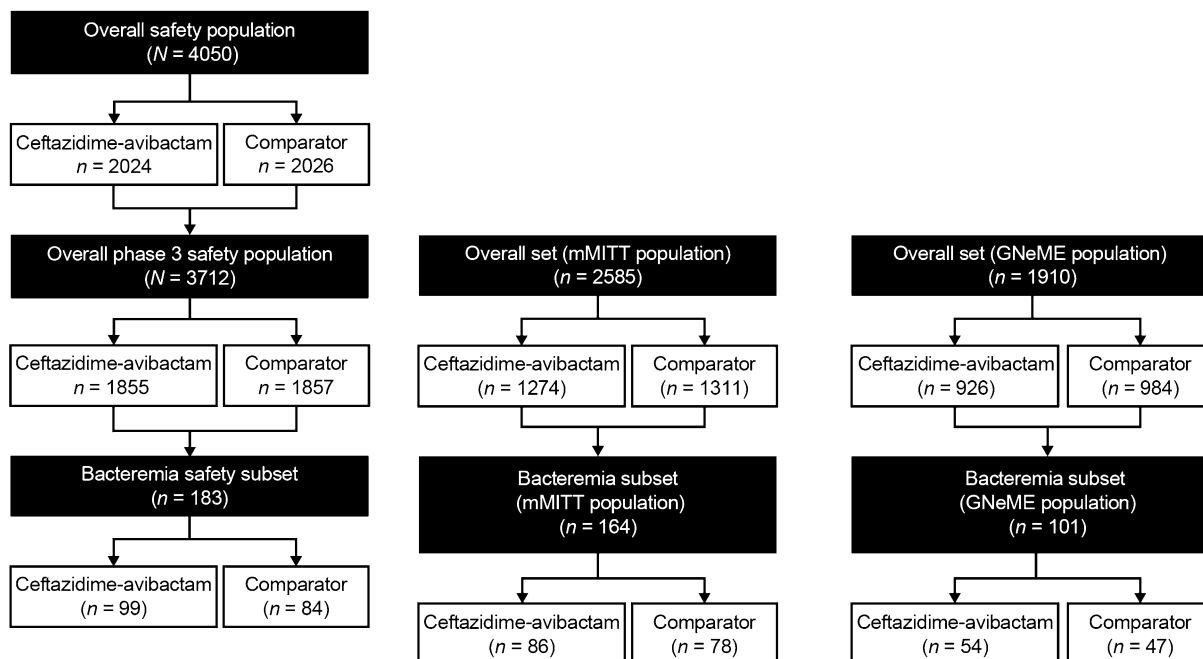 Overall safety population
(N = 4050)
Ceftazidime-avibactam
n = 2024
Comparator
n = 2026
Overall phase 3 safety population
(N = 3712)
Ceftazidime-avibactam
n = 1855
Comparator
n = 1857
Bacteremia safety subset
(n = 183)
Ceftazidime-avibactam
(n = 99)
Comparator
(n = 84)
Overall set (mMITT population)
(n = 2585)
Ceftazidime-avibactam
(n = 1274)
Comparator
(n = 1311)
Bacteremia subset
(mMITT population)
n = 164)
Ceftazidime-avibactam
(n = 86)
Comparator
(n = 78)
Overall set (GNeME population)
(n = 1910)
Ceftazidime-avibactam
(n = 926)
Comparator
(n = 984)
Bacteremia subset
(GNeME population)
n = 101)
Ceftazidime-avibactam
(n = 54)
Comparator
(n = 47)